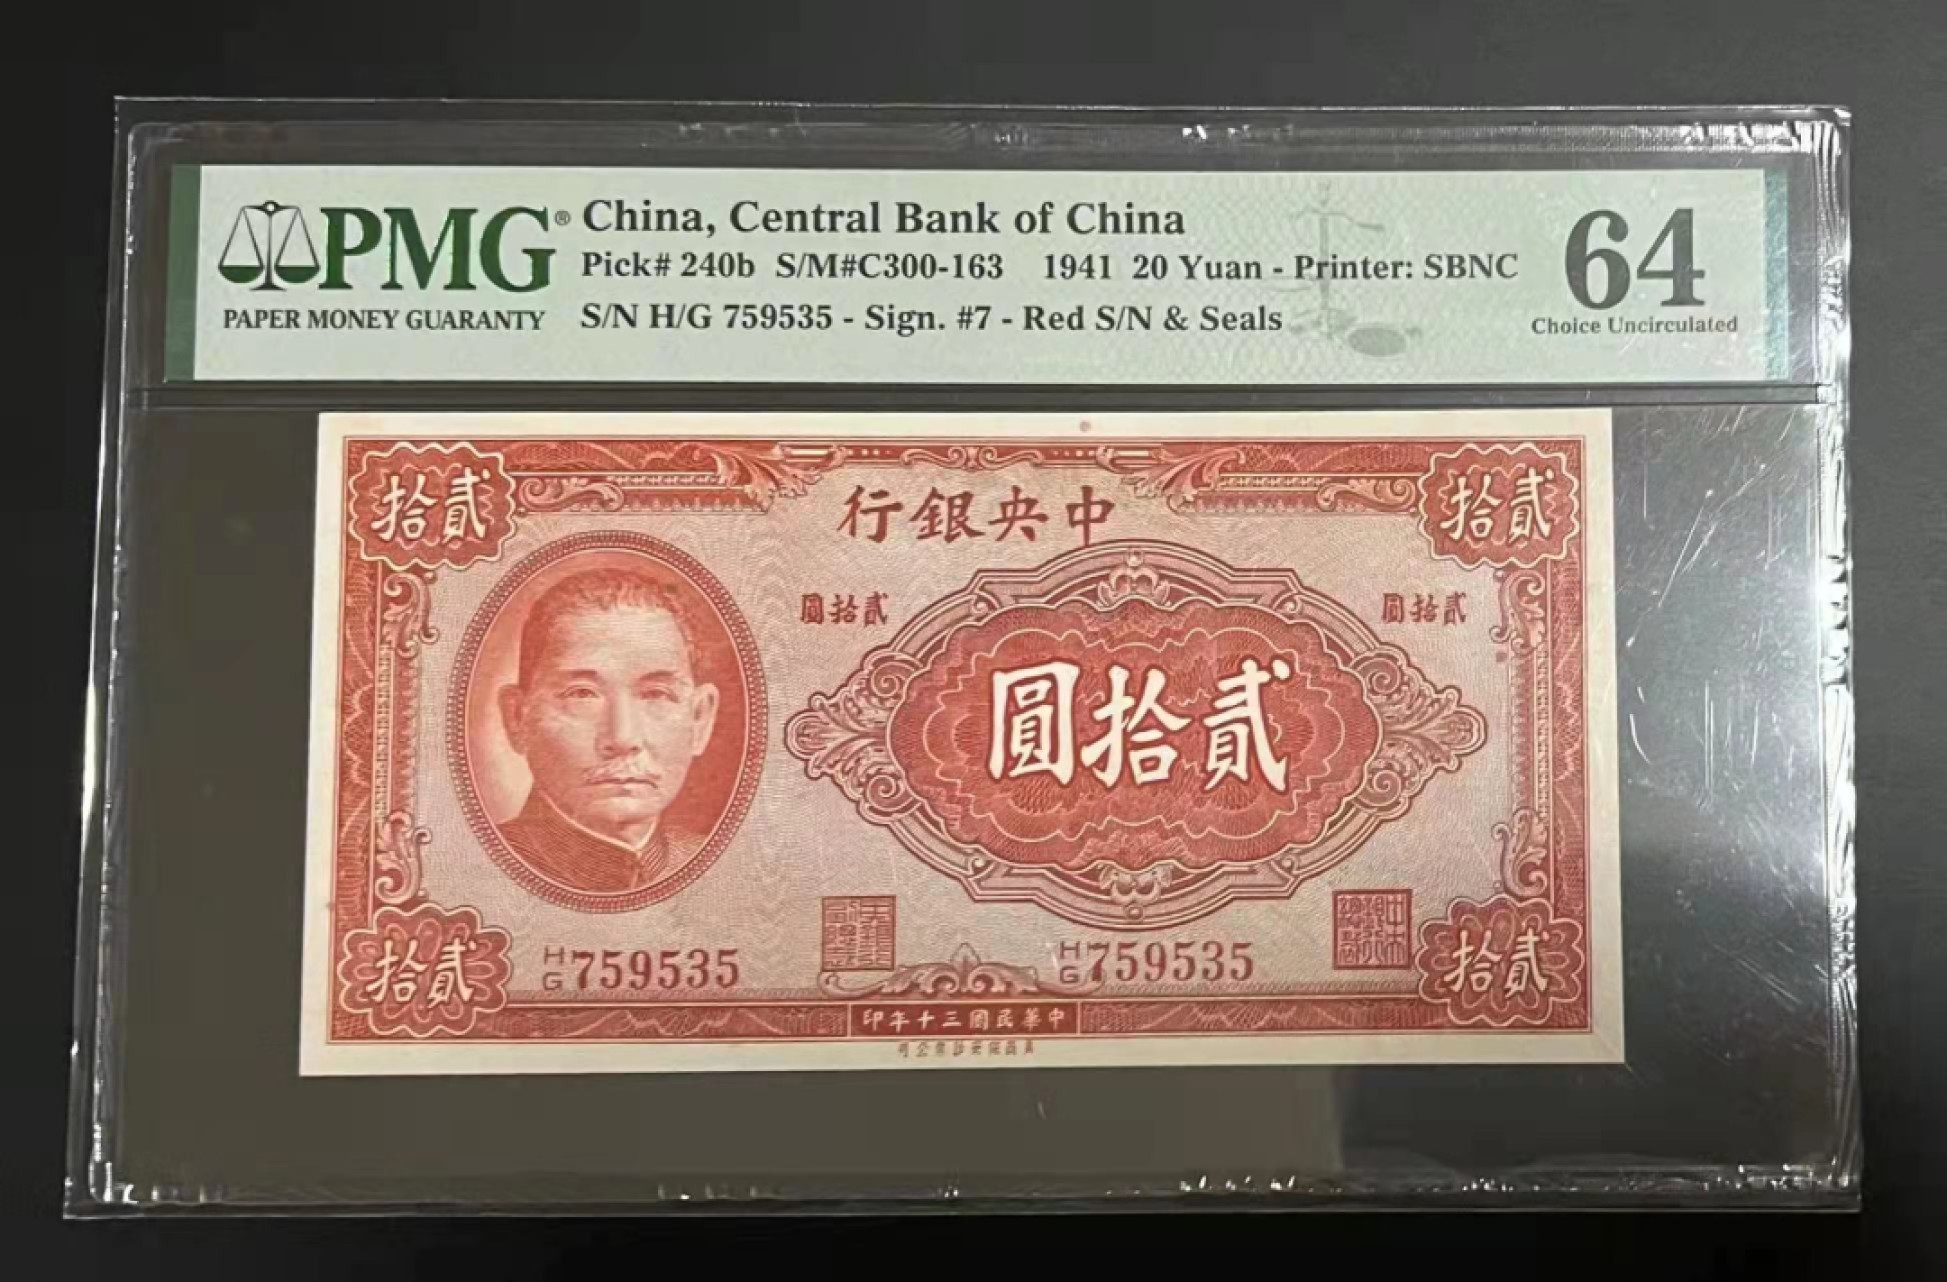 PMG®
PAPER MONEY GUARANTY
China, Central Bank of China
Pick# 240b S/M#C300-163 1941 20 Yuan - Printer: SBNC
S/N H/G 759535 - Sign. #7 - Red S/N & Seals
64
Choice Uncirculated
拾貳
行銀央中
拾貳
圓拾貳
圓拾貳
圓拾貳
H/G 759535
H/G 759535
拾貳
拾貳
印年十三國民華中